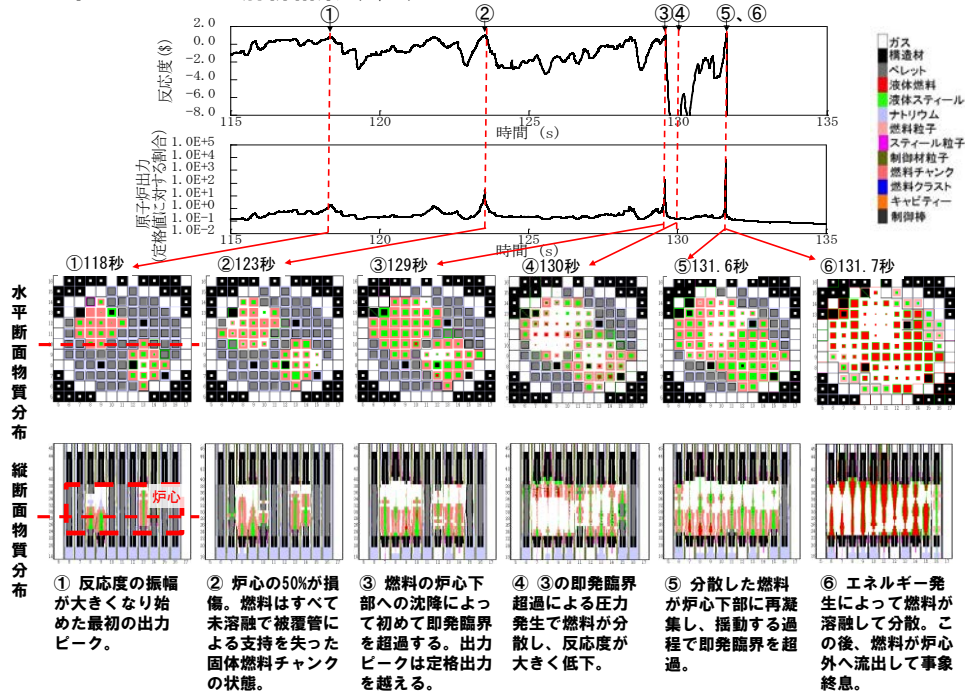 ① ② ③④ ⑤、⑥
2.0
0.0
-2.0
-4.0
-6.0
-8.0
反応度($)
115 120 125 130 135
時間 (s)
1.0E+5
1.0E+4
1.0E+3
1.0E+2
1.0E+1
1.0E+0
1.0E-1
1.0E-2
原子炉出力
(定格値に対する割合)
115 120 125 130 135
時間 (s)
ガス
構造材
ペレット
液体燃料
液体スティール
ナトリウム
燃料粒子
スティール粒子
制御材粒子
燃料チャンク
燃料クラスト
キャビティー
制御棒
①118秒 ②123秒 ③129秒 ④130秒 ⑤131.6秒 ⑥131.7秒
水平断面物質分布
縦断面物質分布
炉心
① 反応度の振幅
が大きくなり始
めた最初の出力
ピーク。
② 炉心の50%が損
傷。燃料はすべて
未溶融で被覆管に
よる支持を失った
固体燃料チャンク
の状態。
③ 燃料の炉心下
部への沈降によっ
て初めて即発臨界
を超過する。出力
ピークは定格出力
を越える。
④ ③の即発臨界
超過による圧力
発生で燃料が分
散し、反応度が
大きく低下。
⑤ 分散した燃料
が炉心下部に再凝
集し、揺動する過
程で即発臨界を超
過。
⑥ エネルギー発
生によって燃料が
溶融して分散。こ
の後、燃料が炉心
外へ流出して事象
終息。